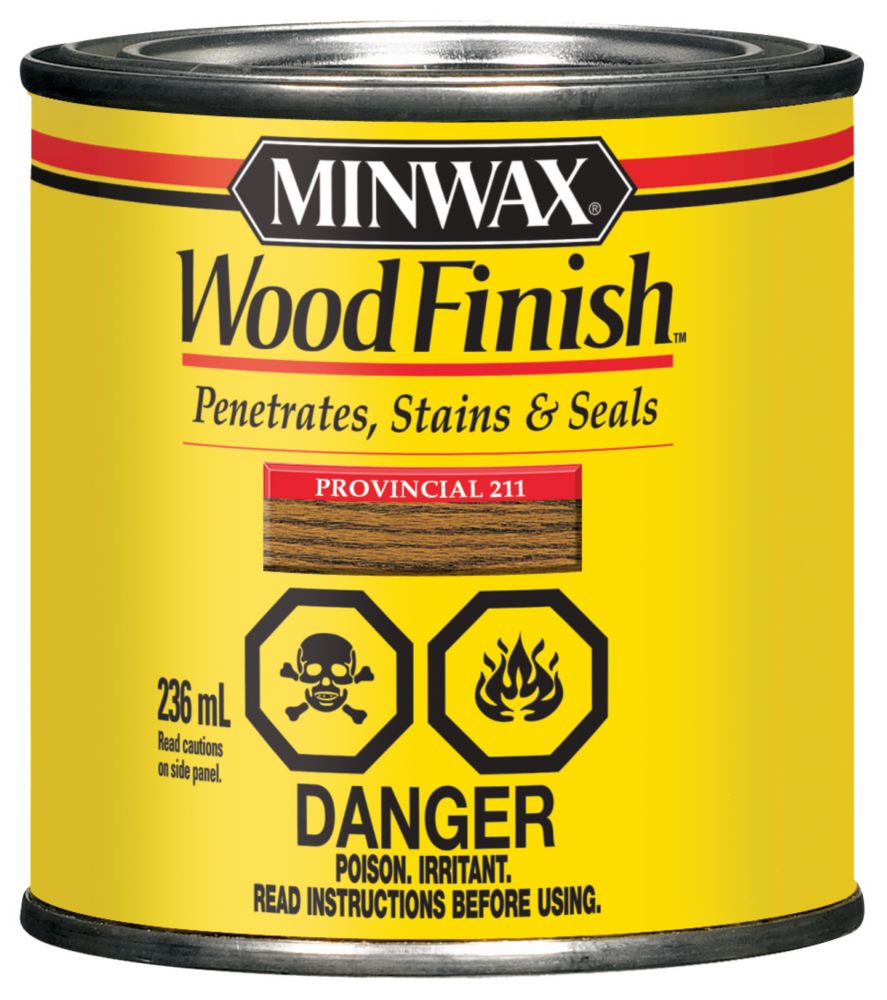 MINWAX®
Wood Finish™
Penetrates, Stains & Seals
PROVINCIAL 211
236 mL
Read cautions
on side panel.
DANGER
POISON. IRRITANT.
READ INSTRUCTIONS BEFORE USING.